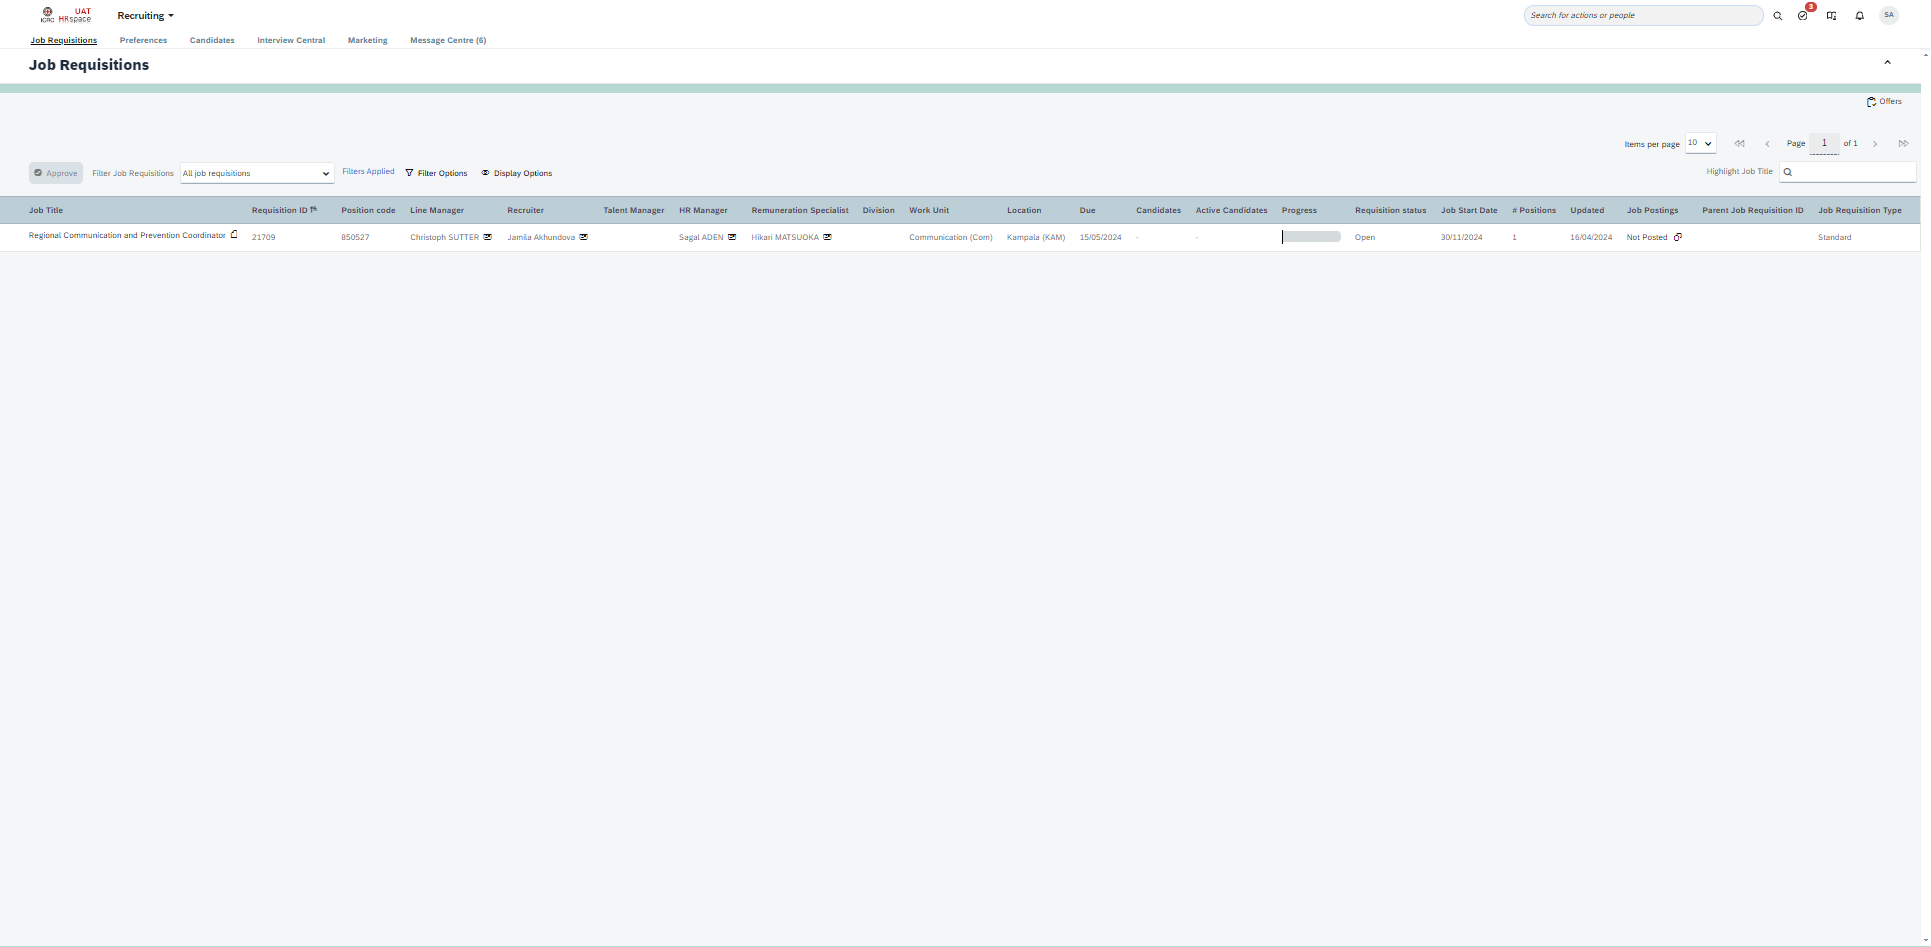 ICRC UAT HRspace Recruiting Search for actions or people 3 SA
Job Requisitions Preferences Candidates Interview Central Marketing Message Centre (6)
Job Requisitions
Offers
Items per page 10 Page 1 of 1
Approve Filter Job Requisitions All job requisitions Filters Applied Filter Options Display Options Highlight Job Title
Job Title Requisition ID Position code Line Manager Recruiter Talent Manager HR Manager Remuneration Specialist Division Work Unit Location Due Candidates Active Candidates Progress Requisition status Job Start Date # Positions Updated Job Postings Parent Job Requisition ID Job Requisition Type
Regional Communication and Prevention Coordinator 21709 850527 Christoph SUTTER Jamila Akhundova Sagal ADEN Hikari MATSUOKA Communication (Com) Kampala (KAM) 15/05/2024 - - Open 30/11/2024 1 16/04/2024 Not Posted Standard